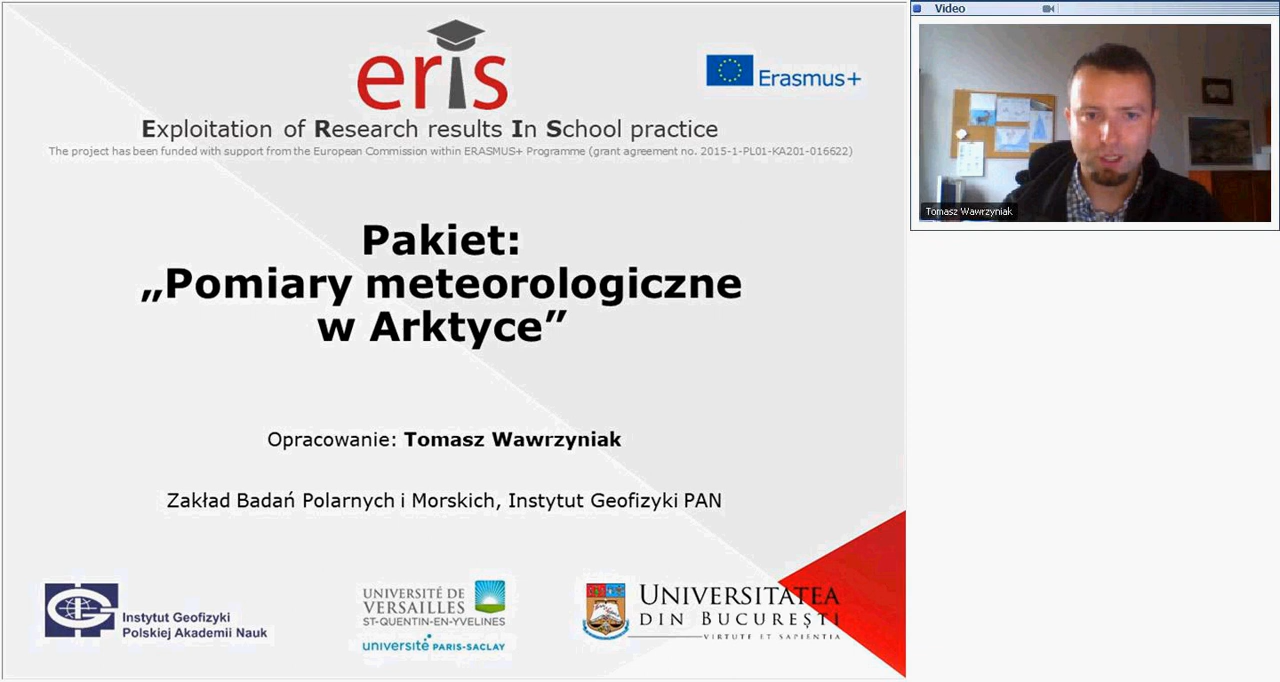 eris
Erasmus+
Exploitation of Research results In School practice
The project has been funded with support from the European Commission within ERASMUS+ Programme (grant agreement no. 2015-1-PL01-KA201-016622)
Pakiet:
„Pomiary meteorologiczne
w Arktyce”
Opracowanie: Tomasz Wawrzyniak
Zakład Badań Polarnych i Morskich, Instytut Geofizyki PAN
Instytut Geofizyki
Polskiej Akademii Nauk
UNIVERSITÉ DE
VERSAILLES
ST-QUENTIN-EN-YVELINES
université PARIS-SACLAY
UNIVERSITATEA
DIN BUCUREȘTI
VIRTUTE ET SAPIENTIA
Video
Tomasz Wawrzyniak